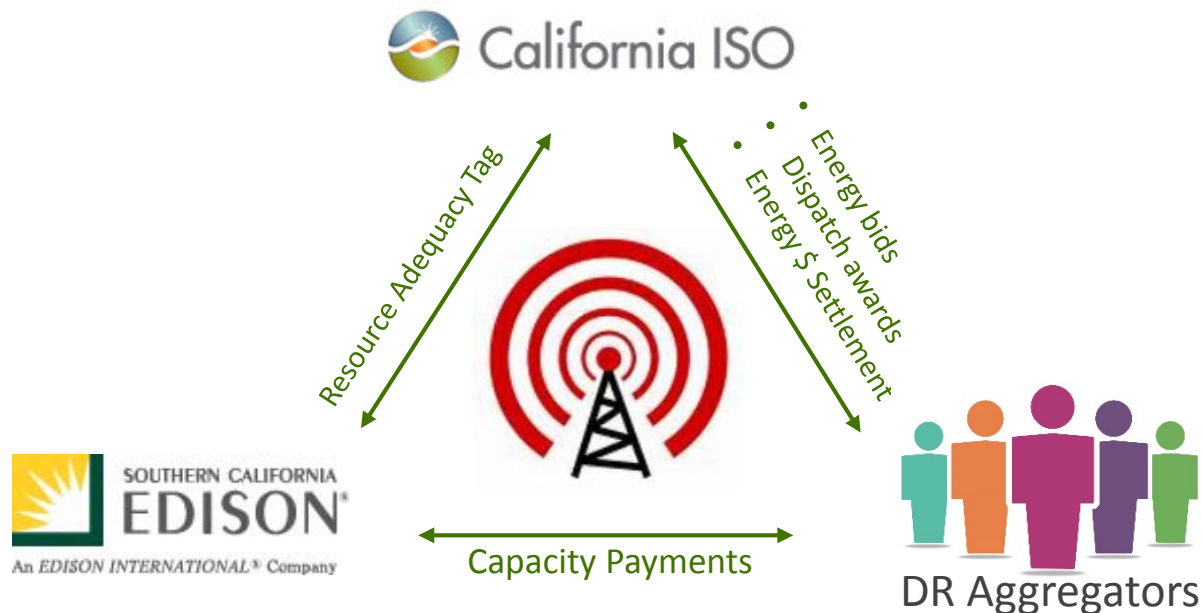 California ISO
Resource Adequacy Tag
• Energy bids
• Dispatch awards
• Energy $ Settlement
SOUTHERN CALIFORNIA
EDISON®
An EDISON INTERNATIONAL® Company
Capacity Payments
DR Aggregators